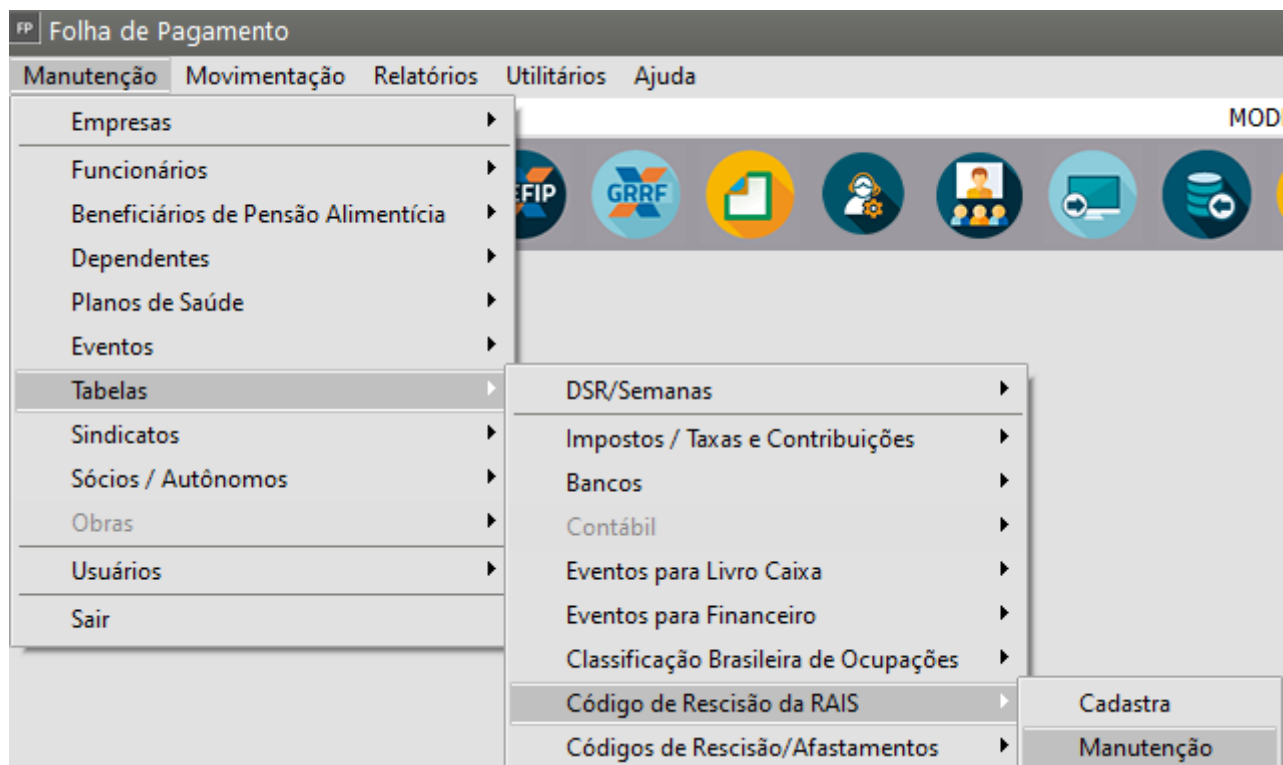 FP Folha de Pagamento
Manutenção Movimentação Relatórios Utilitários Ajuda
Empresas
MODI
Funcionários
Beneficiários de Pensão Alimentícia
EFIP
GRRF
Dependentes
Planos de Saúde
Eventos
Tabelas
Sindicatos
Sócios / Autônomos
Obras
Usuários
Sair
DSR/Semanas
Impostos / Taxas e Contribuições
Bancos
Contábil
Eventos para Livro Caixa
Eventos para Financeiro
Classificação Brasileira de Ocupações
Código de Rescisão da RAIS
Códigos de Rescisão/Afastamentos
Cadastra
Manutenção